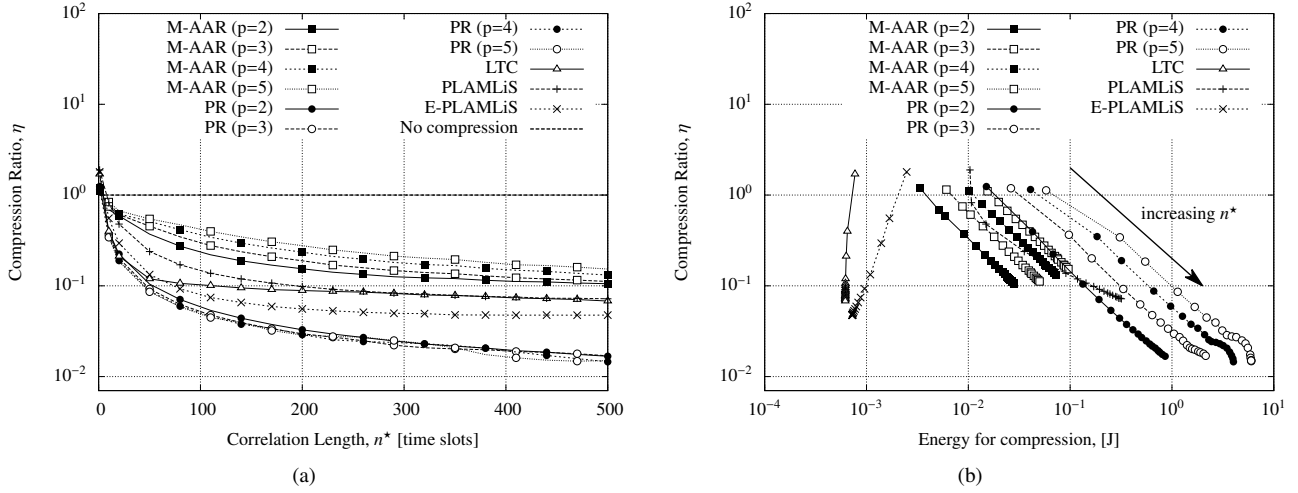 Compression Ratio, η
10^2
10^1
10^0
10^-1
10^-2
0
100
200
300
400
500
Correlation Length, n* [time slots]
M-AAR (p=2)
M-AAR (p=3)
M-AAR (p=4)
M-AAR (p=5)
PR (p=2)
PR (p=3)
PR (p=4)
PR (p=5)
LTC
PLAMLiS
E-PLAMLiS
No compression
(a)
Compression Ratio, η
10^2
10^1
10^0
10^-1
10^-2
10^-4
10^-3
10^-2
10^-1
10^0
10^1
Energy for compression, [J]
M-AAR (p=2)
M-AAR (p=3)
M-AAR (p=4)
M-AAR (p=5)
PR (p=2)
PR (p=3)
PR (p=4)
PR (p=5)
LTC
PLAMLiS
E-PLAMLiS
increasing n*
(b)